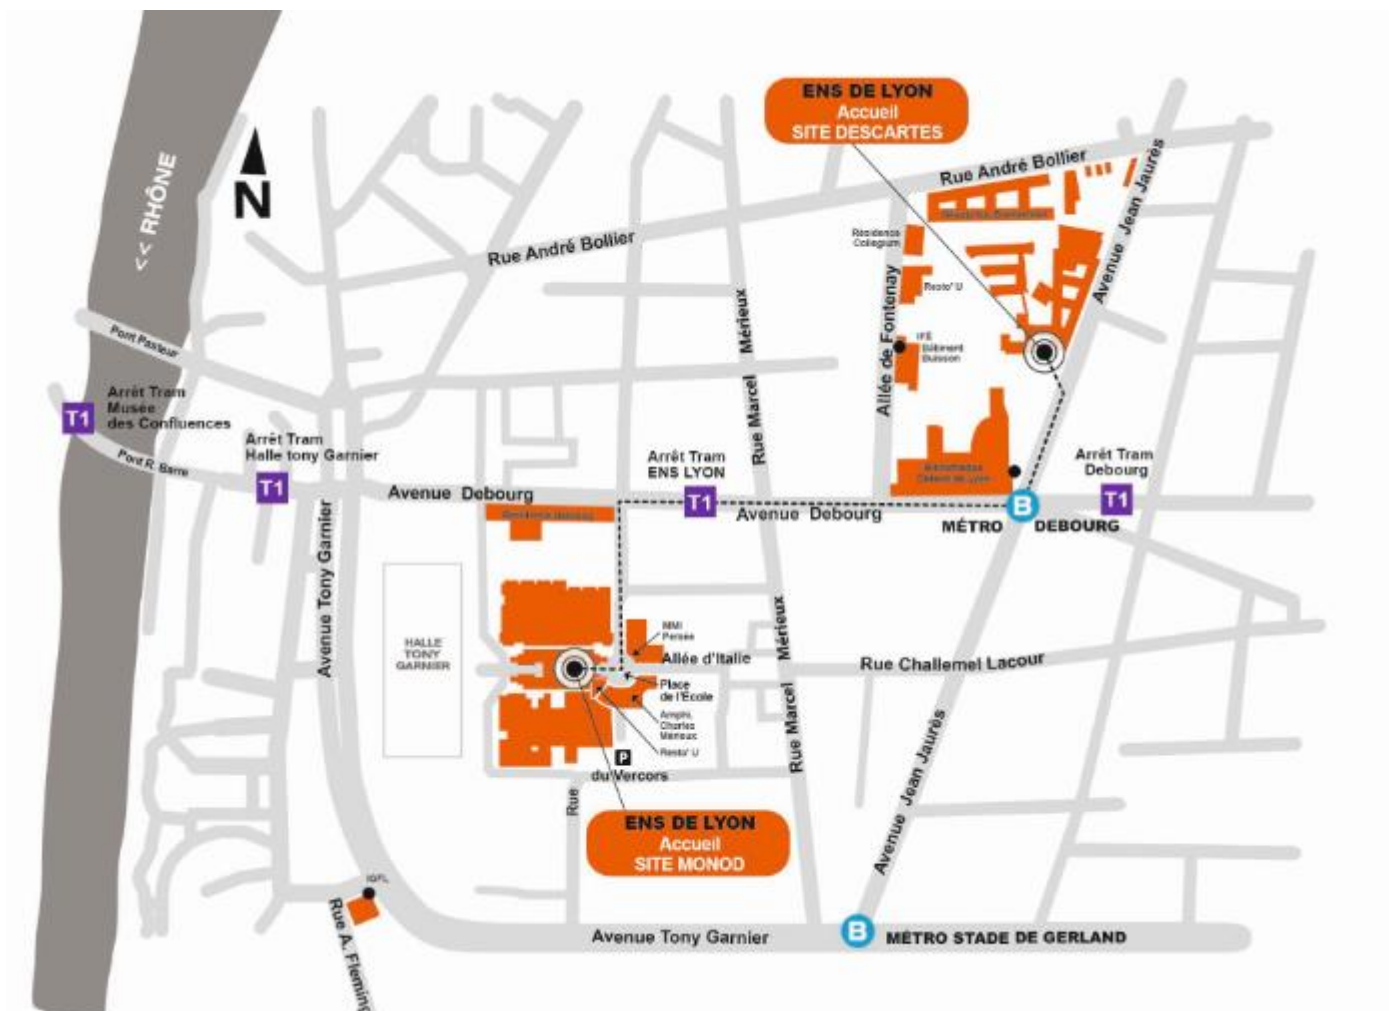 ENS DE LYON
Accueil
SITE DESCARTES
Rue André Bollier
Avenue Jean Jaurès
<< RHÔNE
N
Rue André Bollier
Résidence
Collegium
Resto' U
Allée de Fontenay
IFÉ
Bâtiment
Buisson
Pont Pasteur
Rue Marcel Mérieux
Arrêt Tram
Musée
des Confluences
T1
Pont R. Barre
Arrêt Tram
Halle tony Garnier
T1
Arrêt Tram
ENS LYON
T1
Arrêt Tram
Debourg
T1
Avenue Debourg
Avenue Debourg
B
MÉTRO DEBOURG
Avenue Tony Garnier
HALLE
TONY
GARNIER
MMI
Persée
Allée d'Italie
Rue Challemel Lacour
Place
de l'École
Amphi.
Charles
Mérieux
Resto' U
P
Rue du Vercors
Rue Marcel Mérieux
Avenue Jean Jaurès
ENS DE LYON
Accueil
SITE MONOD
IGFL
Rue A. Fleming
Avenue Tony Garnier
B
MÉTRO STADE DE GERLAND